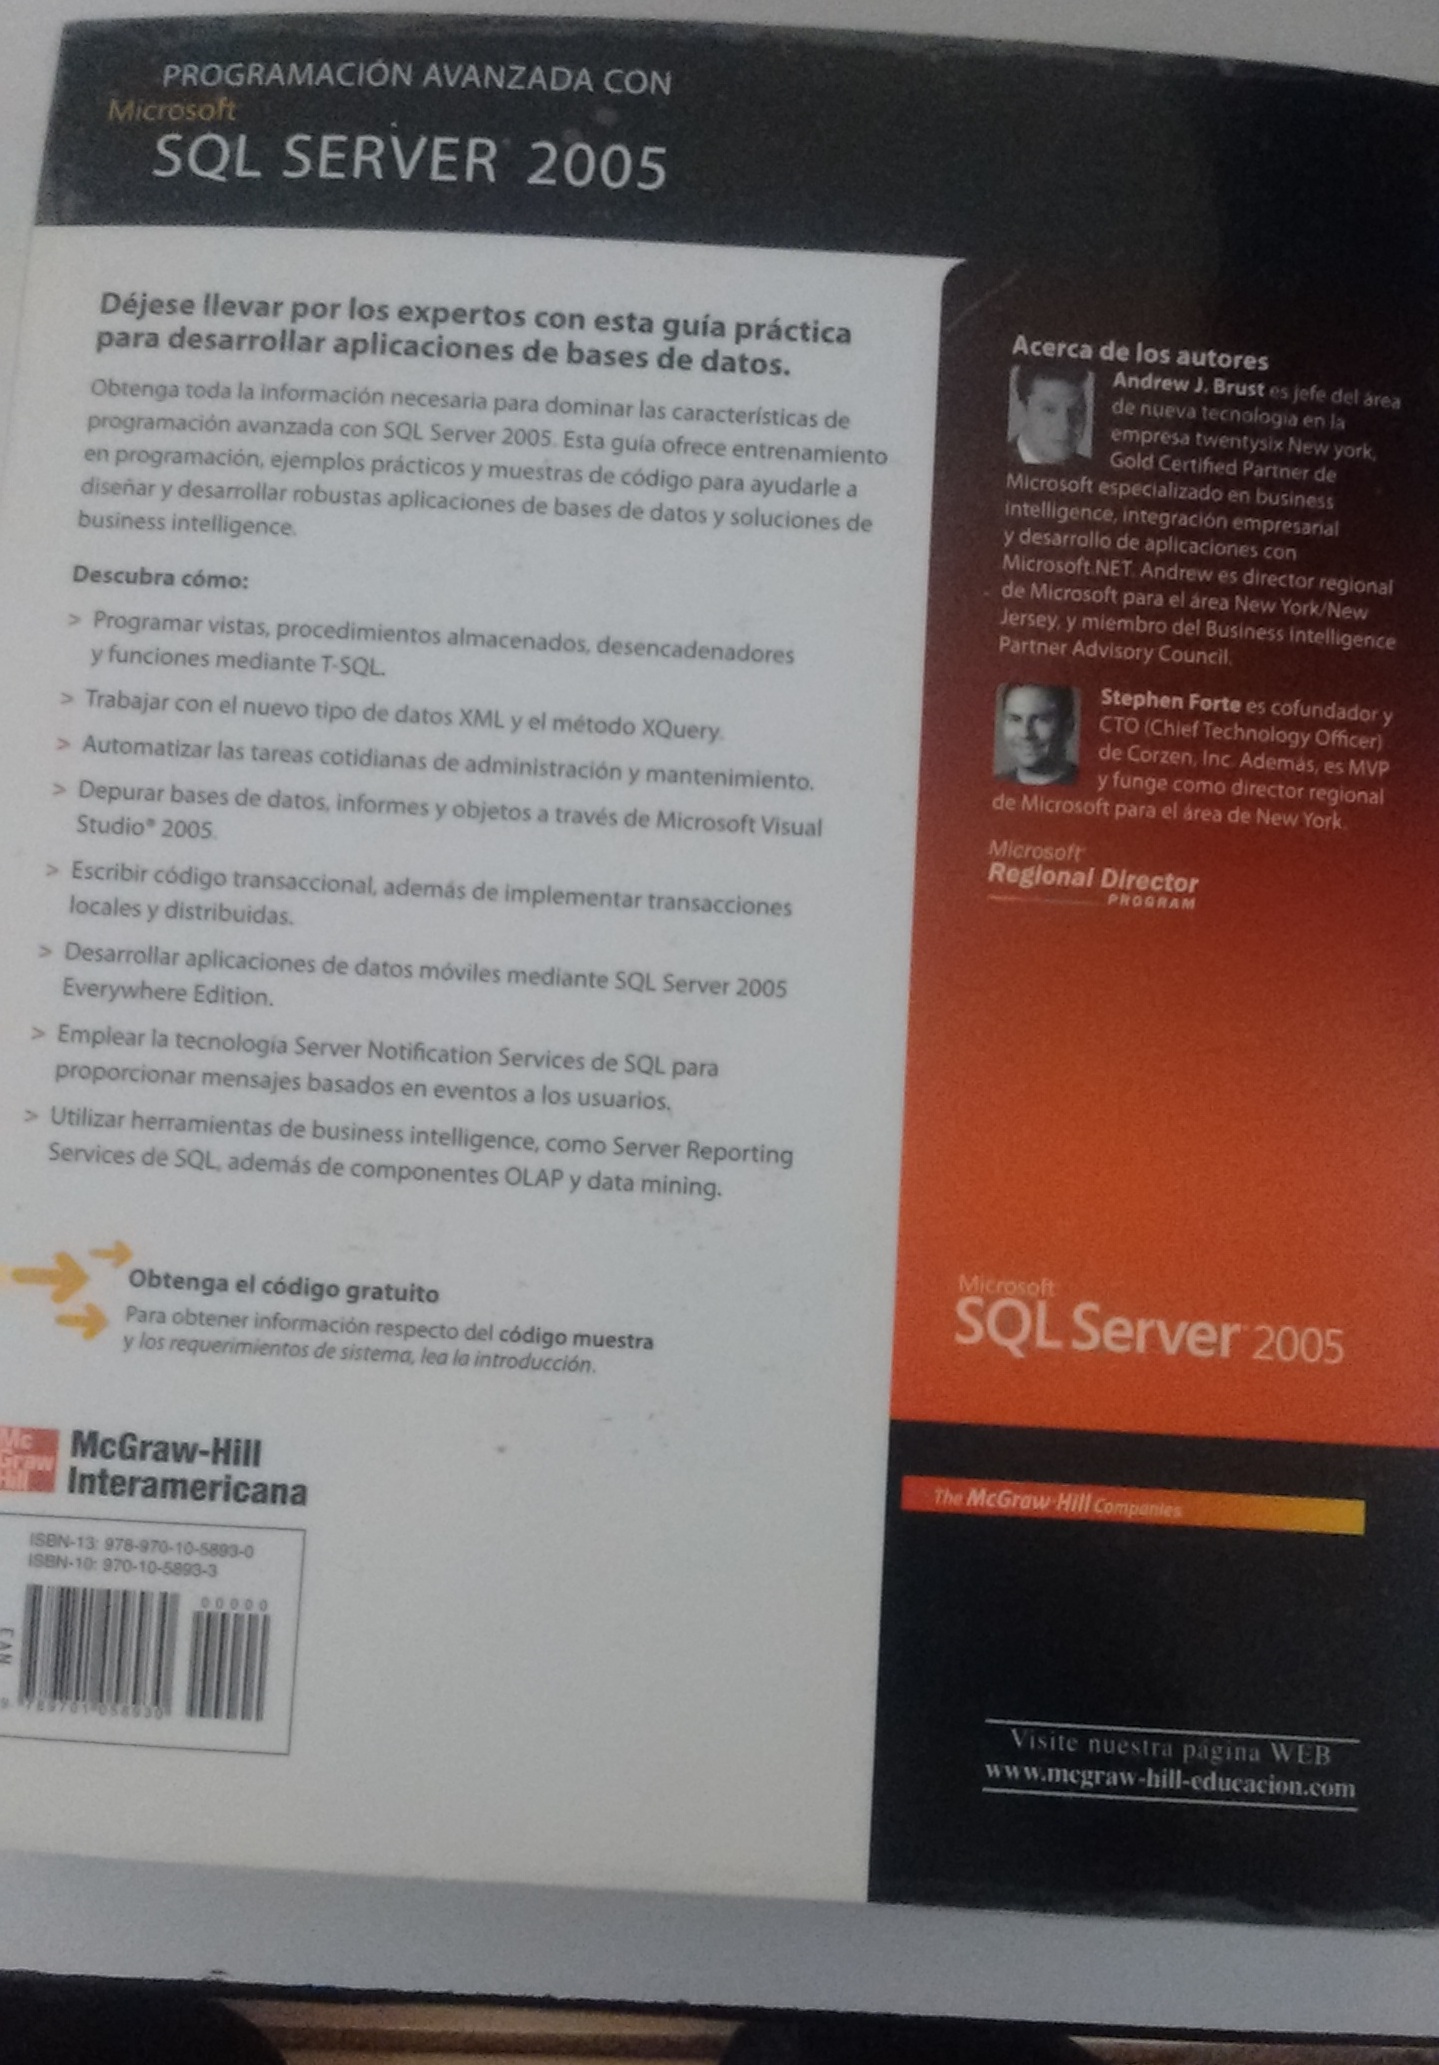 PROGRAMACIÓN AVANZADA CON
Microsoft
SQL SERVER 2005
Déjese llevar por los expertos con esta guía práctica
para desarrollar aplicaciones de bases de datos.
Obtenga toda la información necesaria para dominar las características de
programación avanzada con SQL Server 2005. Esta guía ofrece entrenamiento
en programación, ejemplos prácticos y muestras de código para ayudarle a
diseñar y desarrollar robustas aplicaciones de bases de datos y soluciones de
business intelligence.
Descubra cómo:
> Programar vistas, procedimientos almacenados, desencadenadores
y funciones mediante T-SQL.
> Trabajar con el nuevo tipo de datos XML y el método XQuery.
> Automatizar las tareas cotidianas de administración y mantenimiento.
> Depurar bases de datos, informes y objetos a través de Microsoft Visual
Studio® 2005.
> Escribir código transaccional, además de implementar transacciones
locales y distribuidas.
> Desarrollar aplicaciones de datos móviles mediante SQL Server 2005
Everywhere Edition.
> Emplear la tecnología Server Notification Services de SQL para
proporcionar mensajes basados en eventos a los usuarios.
> Utilizar herramientas de business intelligence, como Server Reporting
Services de SQL, además de componentes OLAP y data mining.
Obtenga el código gratuito
Para obtener información respecto del código muestra
y los requerimientos de sistema, lea la introducción.
Mc
Graw
Hill
McGraw-Hill
Interamericana
ISBN-13: 978-970-10-5893-0
ISBN-10: 970-10-5893-3
00000
EAN
9 789701 058930
Acerca de los autores
Andrew J. Brust es jefe del área
de nueva tecnología en la
empresa twentysix New york,
Gold Certified Partner de
Microsoft especializado en business
intelligence, integración empresarial
y desarrollo de aplicaciones con
Microsoft.NET. Andrew es director regional
de Microsoft para el área New York/New
Jersey, y miembro del Business Intelligence
Partner Advisory Council.
Stephen Forte es cofundador y
CTO (Chief Technology Officer)
de Corzen, Inc. Además, es MVP
y funge como director regional
de Microsoft para el área de New York.
Microsoft
Regional Director
PROGRAM
Microsoft
SQL Server 2005
The McGraw-Hill Companies
Visite nuestra página WEB
www.mcgraw-hill-educacion.com